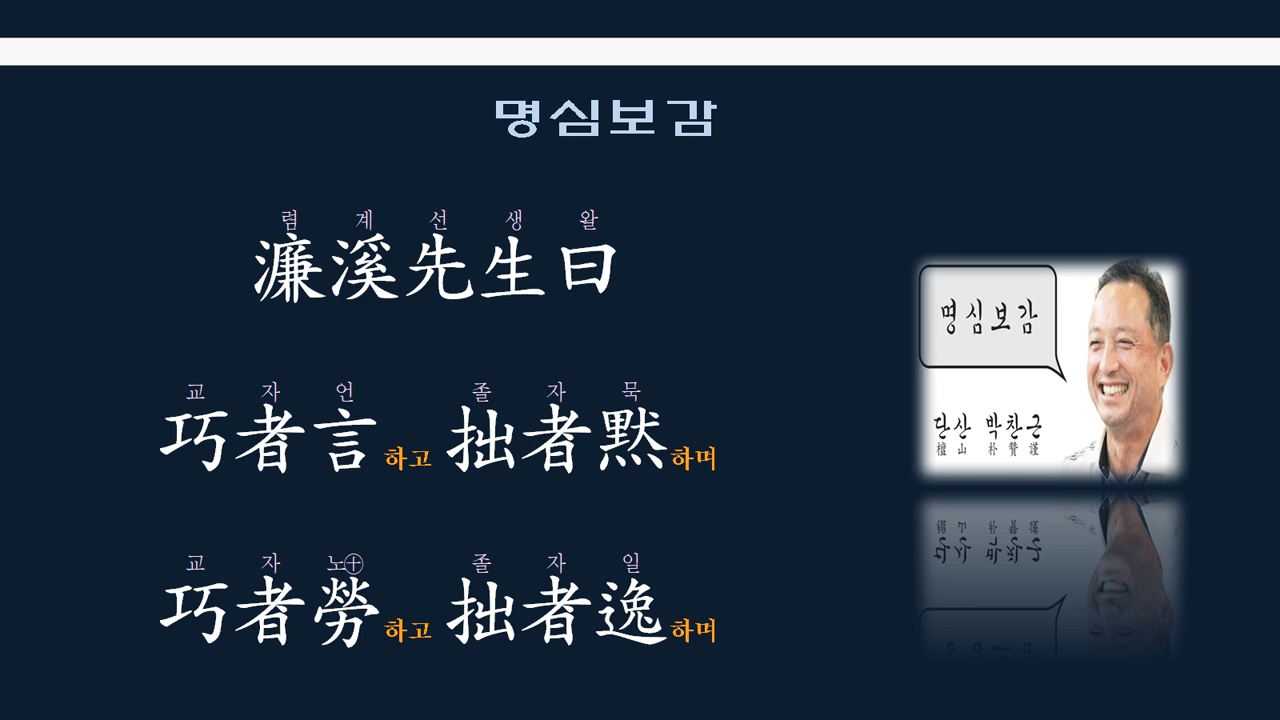 명심보감
렴 계 선 생 왈
濂溪先生曰
교 자 언 졸 자 묵
巧者言하고 拙者默하며
교 자 노㊉ 졸 자 일
巧者勞하고 拙者逸하며
명심보감
단산 박찬근
檀山 朴贊謹